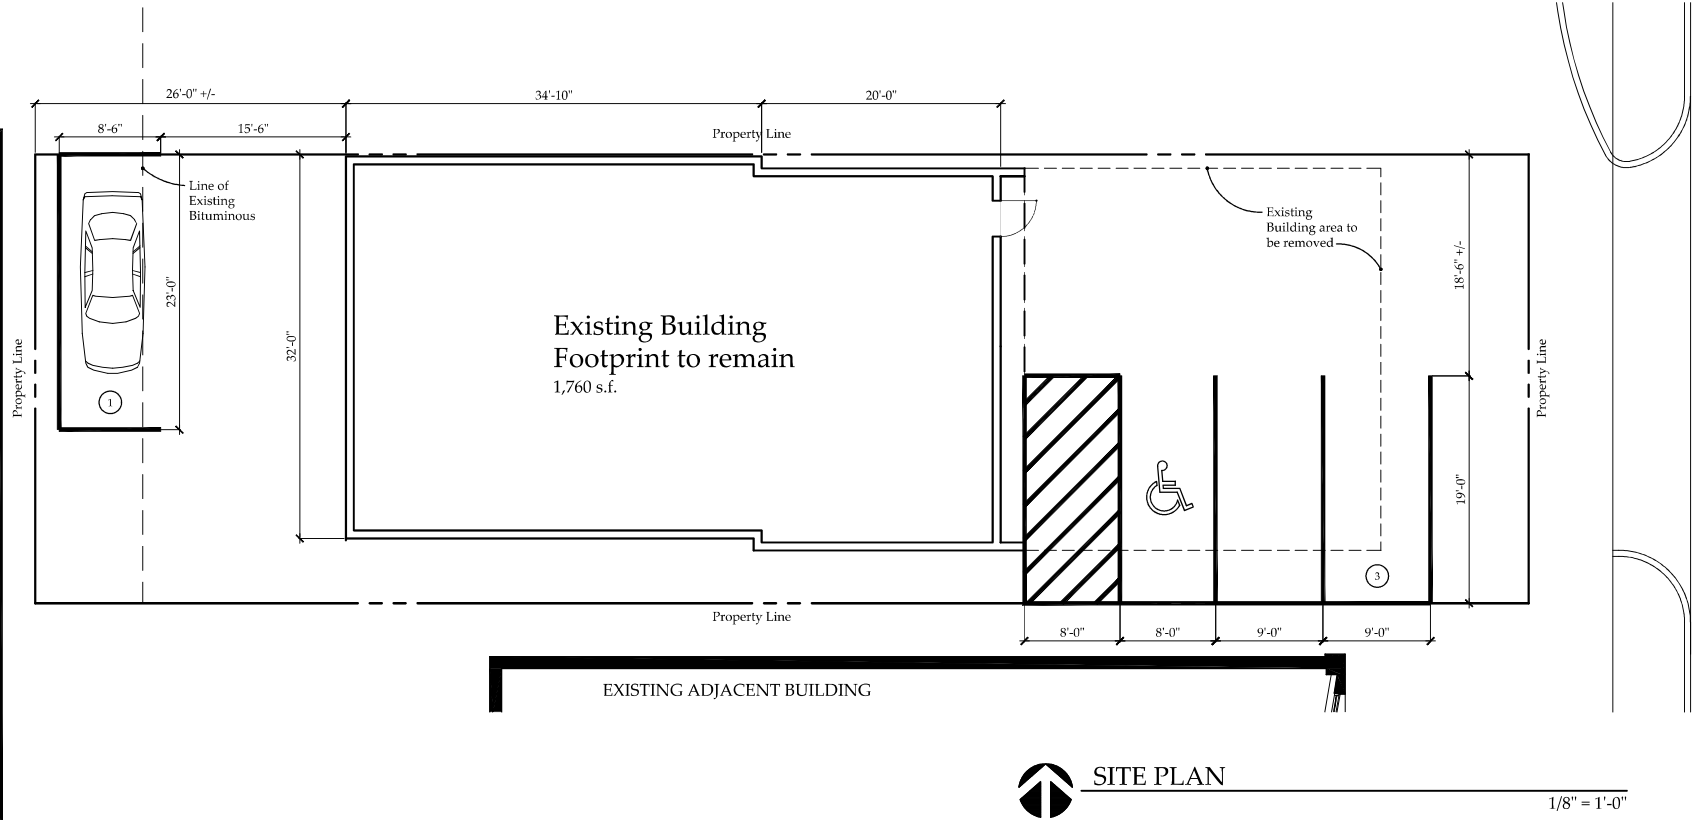 26'-0" +/-
34'-10"
20'-0"
8'-6"
15'-6"
Property Line
Line of
Existing
Bituminous
Existing
Building area to
be removed
18'-6" +/-
23'-0"
32'-0"
Existing Building
Footprint to remain
1,760 s.f.
Property Line
Property Line
1
19'-0"
3
Property Line
8'-0"
8'-0"
9'-0"
9'-0"
EXISTING ADJACENT BUILDING
SITE PLAN
1/8" = 1'-0"